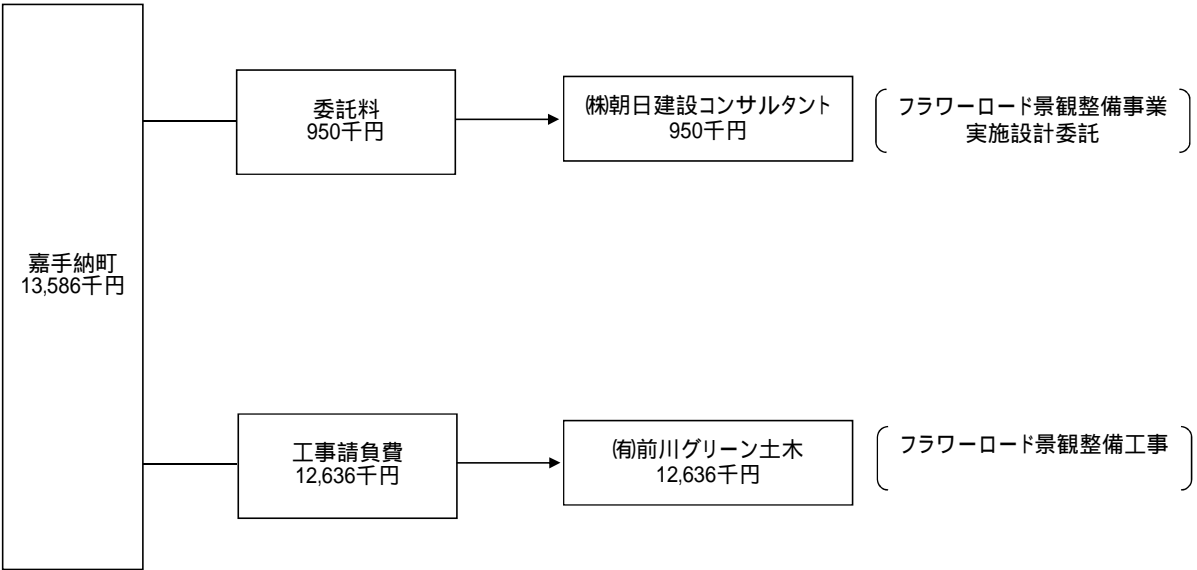 嘉手納町
13,586千円
委託料
950千円
㈱朝日建設コンサルタント
950千円
フラワーロード景観整備事業
実施設計委託
工事請負費
12,636千円
㈲前川グリーン土木
12,636千円
フラワーロード景観整備工事